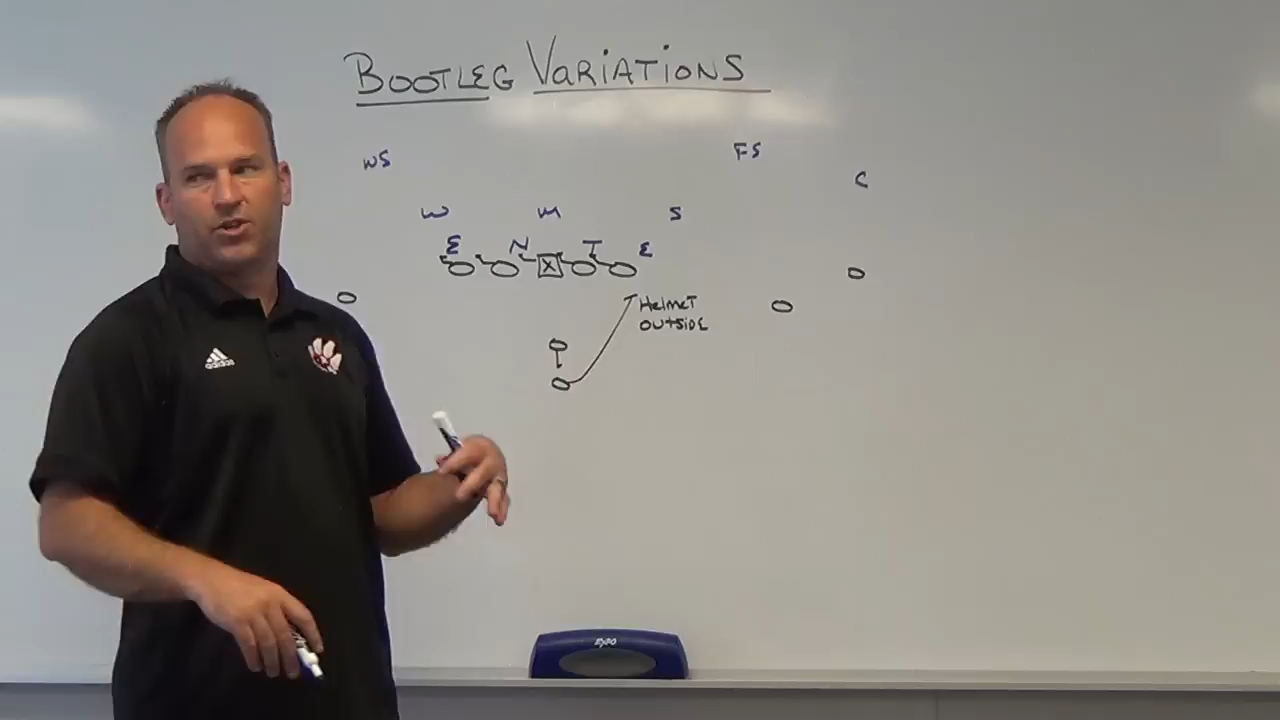 BOOTLEG VARIATIONS
WS FS
C
W M S
E N T E
X
HELMET
OUTSIDE
adidas
EXPO